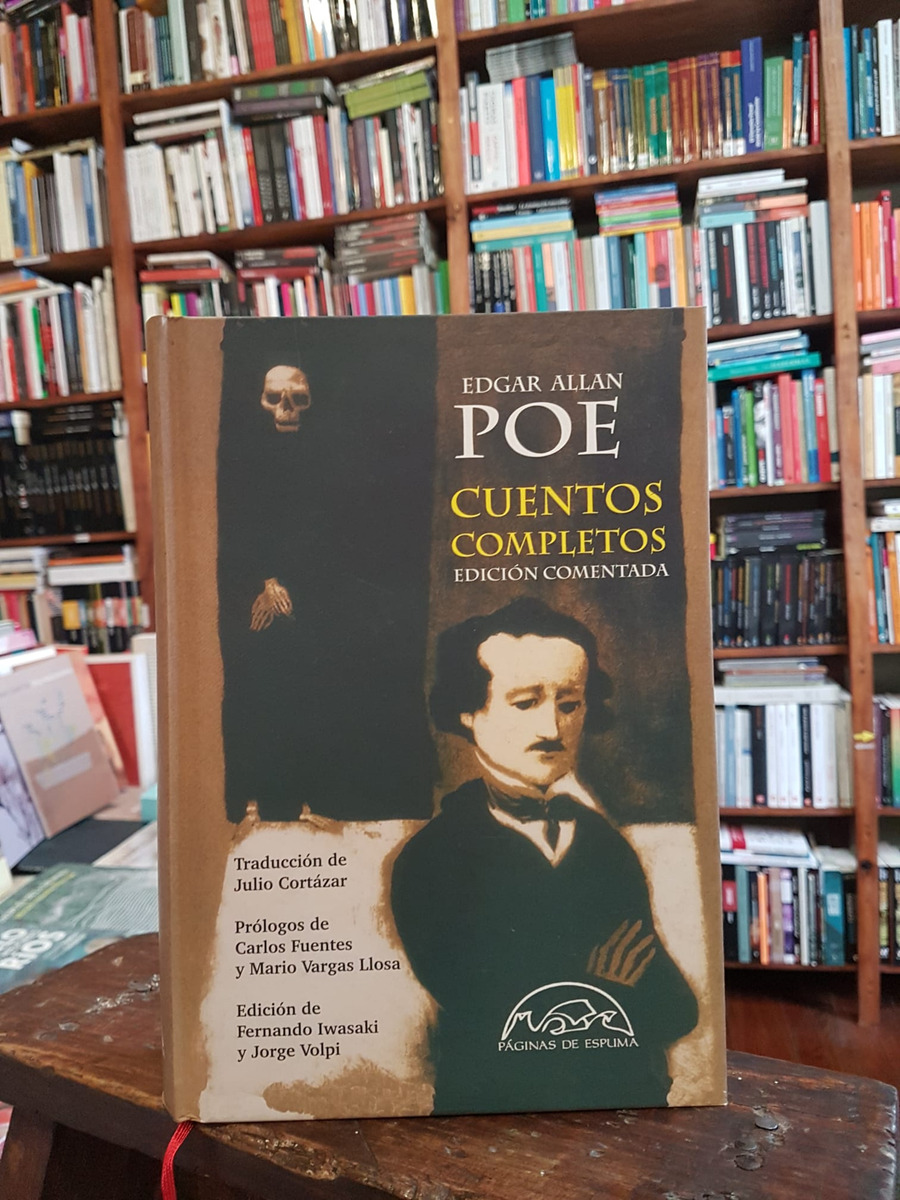 EDGAR ALLAN
POE
CUENTOS
COMPLETOS
EDICIÓN COMENTADA
Traducción de
Julio Cortázar
Prólogos de
Carlos Fuentes
y Mario Vargas Llosa
Edición de
Fernando Iwasaki
y Jorge Volpi
PÁGINAS DE ESPUMA
RIOS